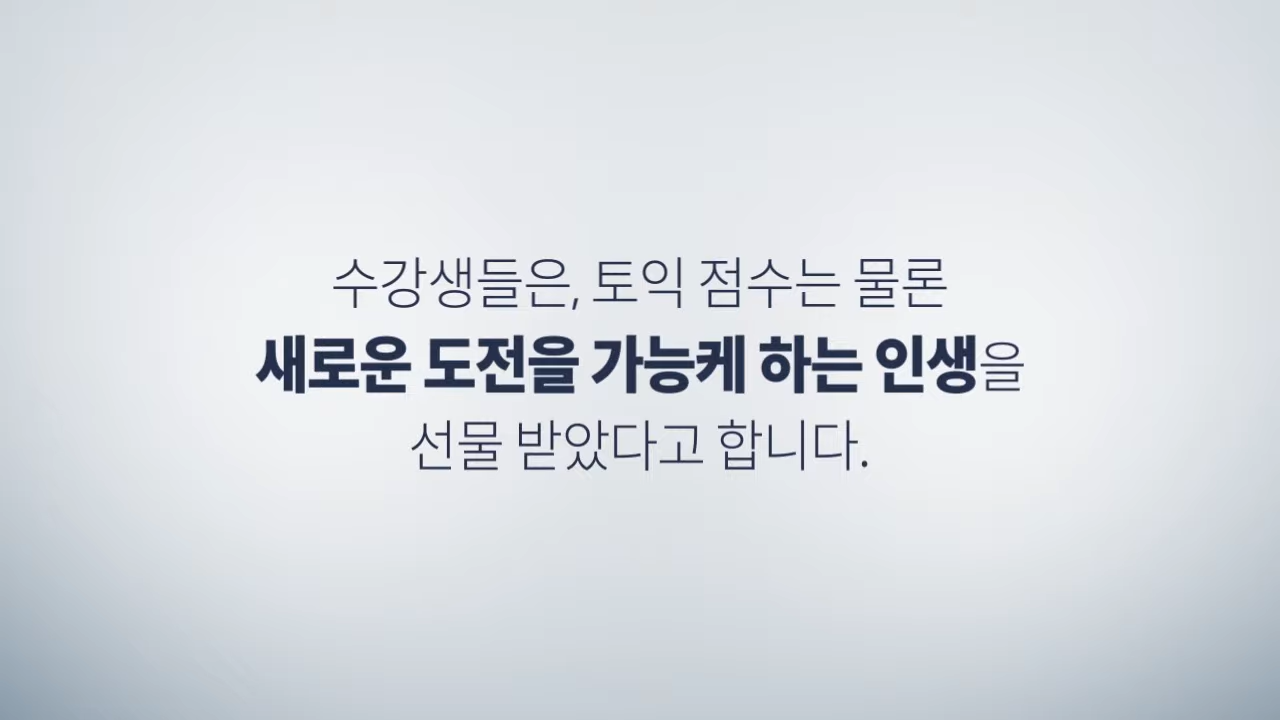 수강생들은, 토익 점수는 물론
새로운 도전을 가능케 하는 인생을
선물 받았다고 합니다.